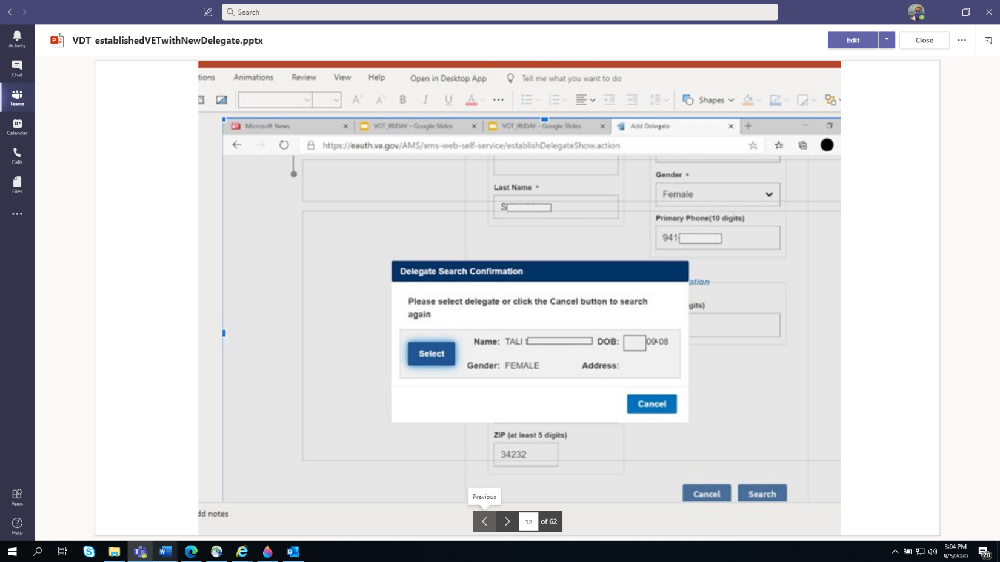 Search
Activity
Chat
Teams
Calendar
Calls
Files
Apps
Help
VDT_establishedVETwithNewDelegate.pptx
Edit
Close
tions Animations Review View Help Open in Desktop App Tell me what you want to do
A A B I U A Shapes
Microsoft News
VDT_fRIDAY - Google Slides
VDT_fRIDAY - Google Slides
Add Delegate
https://eauth.va.gov/AMS/ams-web-self-service/establishDelegateShow.action
Gender *
Last Name *
Female
S
Primary Phone(10 digits)
941-
Delegate Search Confirmation
ation
Please select delegate or click the Cancel button to search
again
gits)
Select
Name: TALI S DOB: 09-08
Gender: FEMALE Address:
Cancel
ZIP (at least 5 digits)
34232
Cancel Search
Previous
dd notes
12 of 62
3:04 PM
9/5/2020
20